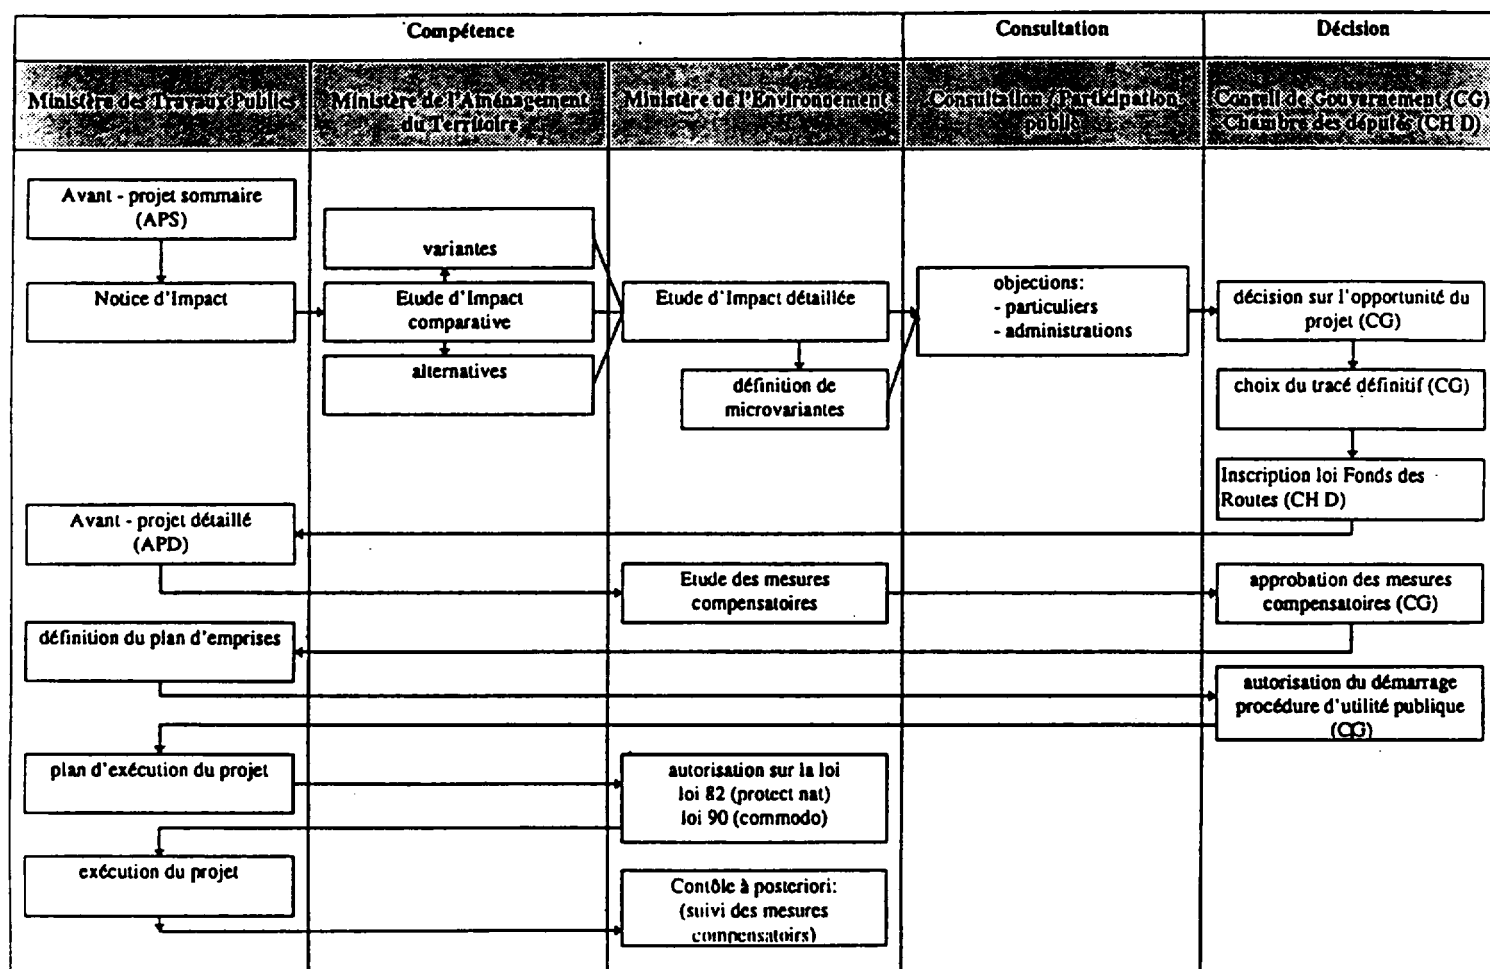 Compétence
Consultation
Décision
Ministère des Travaux Publics
Ministère de l'Aménagement
du Territoire
Ministère de l'Environnement
Consultation / Participation
public
Conseil de Gouvernement (CG)
Chambre des députés (CH D)
Avant - projet sommaire
(APS)
Notice d'Impact
variantes
Etude d'Impact
comparative
alternatives
Etude d'Impact détaillée
définition de
microvariantes
objections:
- particuliers
- administrations
décision sur l'opportunité du
projet (CG)
choix du tracé définitif (CG)
Inscription loi Fonds des
Routes (CH D)
Avant - projet détaillé
(APD)
Etude des mesures
compensatoires
approbation des mesures
compensatoires (CG)
définition du plan d'emprises
autorisation du démarrage
procédure d'utilité publique
(CG)
plan d'exécution du projet
autorisation sur la loi
loi 82 (protect nat)
loi 90 (commodo)
exécution du projet
Contôle à posteriori:
(suivi des mesures
compensatoirs)